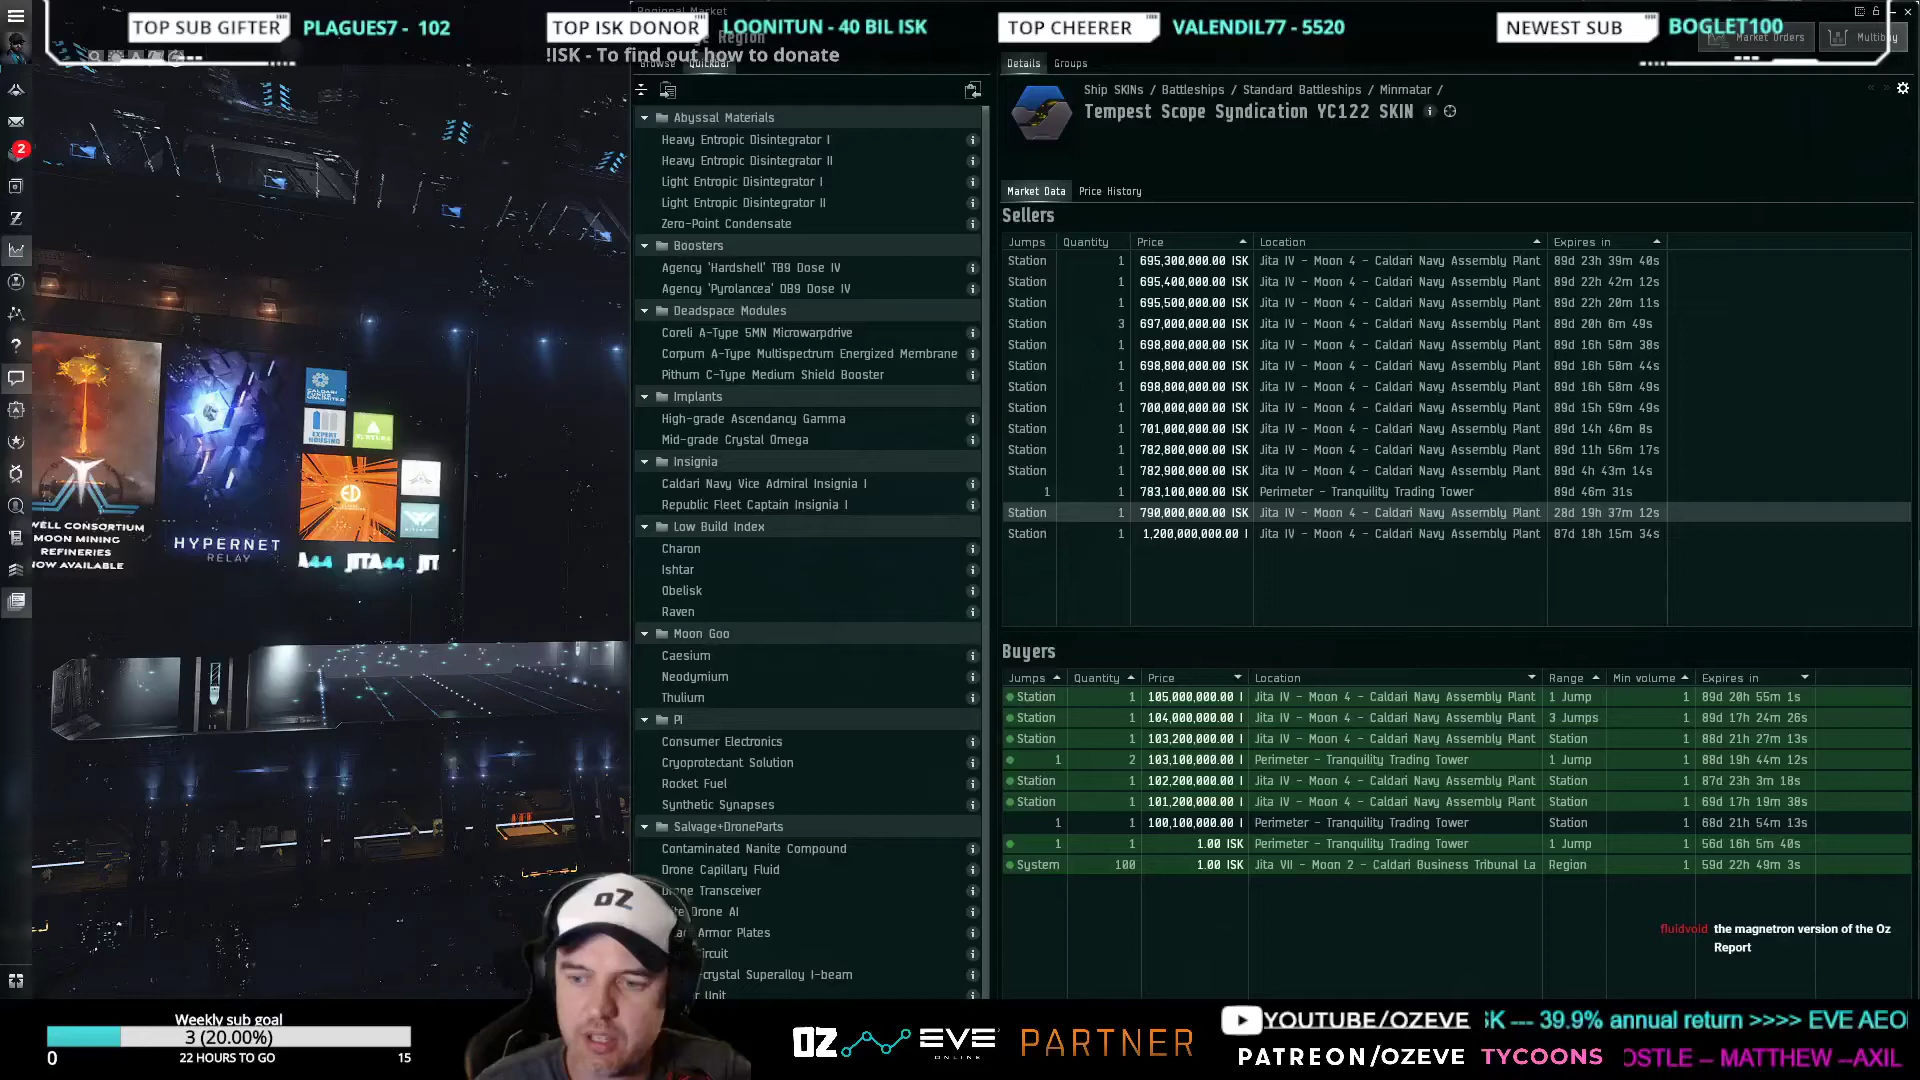 TOP SUB GIFTER
PLAGUES7 - 102
TOP ISK DONOR
LOONITUN - 40 BIL ISK
TOP CHEERER
VALENDIL77 - 5520
NEWEST SUB
BOGLET100
!ISK - To find out how to donate
Regional Market
Region
Market Orders
Multibuy
Browse
Quickbar
Details
Groups
Ship SKINs / Battleships / Standard Battleships / Minmatar /
Tempest Scope Syndication YC122 SKIN
Market Data
Price History
2
Abyssal Materials
Heavy Entropic Disintegrator I
Heavy Entropic Disintegrator II
Light Entropic Disintegrator I
Light Entropic Disintegrator II
Zero-Point Condensate
Boosters
Agency 'Hardshell' TB9 Dose IV
Agency 'Pyrolancea' DB9 Dose IV
Deadspace Modules
Coreli A-Type 5MN Microwarpdrive
Corpum A-Type Multispectrum Energized Membrane
Pithum C-Type Medium Shield Booster
Implants
High-grade Ascendancy Gamma
Mid-grade Crystal Omega
Insignia
Caldari Navy Vice Admiral Insignia I
Republic Fleet Captain Insignia I
Low Build Index
Charon
Ishtar
Obelisk
Raven
Moon Goo
Caesium
Neodymium
Thulium
PI
Consumer Electronics
Cryoprotectant Solution
Rocket Fuel
Synthetic Synapses
Salvage+DroneParts
Contaminated Nanite Compound
Drone Capillary Fluid
Drone Transceiver
Drone AI
Armor Plates
ircuit
-crystal Superalloy I-beam
r Unit
Sellers
Jumps Quantity Price Location Expires in
Station 1 695,300,000.00 ISK Jita IV - Moon 4 - Caldari Navy Assembly Plant 89d 23h 39m 40s
Station 1 695,400,000.00 ISK Jita IV - Moon 4 - Caldari Navy Assembly Plant 89d 22h 42m 12s
Station 1 695,500,000.00 ISK Jita IV - Moon 4 - Caldari Navy Assembly Plant 89d 22h 20m 11s
Station 3 697,000,000.00 ISK Jita IV - Moon 4 - Caldari Navy Assembly Plant 89d 20h 6m 49s
Station 1 698,800,000.00 ISK Jita IV - Moon 4 - Caldari Navy Assembly Plant 89d 16h 58m 38s
Station 1 698,800,000.00 ISK Jita IV - Moon 4 - Caldari Navy Assembly Plant 89d 16h 58m 44s
Station 1 698,800,000.00 ISK Jita IV - Moon 4 - Caldari Navy Assembly Plant 89d 16h 58m 49s
Station 1 700,000,000.00 ISK Jita IV - Moon 4 - Caldari Navy Assembly Plant 89d 15h 59m 49s
Station 1 701,000,000.00 ISK Jita IV - Moon 4 - Caldari Navy Assembly Plant 89d 14h 46m 8s
Station 1 782,800,000.00 ISK Jita IV - Moon 4 - Caldari Navy Assembly Plant 89d 11h 56m 17s
Station 1 782,900,000.00 ISK Jita IV - Moon 4 - Caldari Navy Assembly Plant 89d 4h 43m 14s
1 1 783,100,000.00 ISK Perimeter - Tranquility Trading Tower 89d 46m 31s
Station 1 790,000,000.00 ISK Jita IV - Moon 4 - Caldari Navy Assembly Plant 28d 19h 37m 12s
Station 1 1,200,000,000.00 I Jita IV - Moon 4 - Caldari Navy Assembly Plant 87d 18h 15m 34s
Buyers
Jumps Quantity Price Location Range Min volume Expires in
Station 1 105,000,000.00 I Jita IV - Moon 4 - Caldari Navy Assembly Plant 1 Jump 1 89d 20h 55m 1s
Station 1 104,000,000.00 I Jita IV - Moon 4 - Caldari Navy Assembly Plant 3 Jumps 1 89d 17h 24m 26s
Station 1 103,200,000.00 I Jita IV - Moon 4 - Caldari Navy Assembly Plant Station 1 88d 21h 27m 13s
1 2 103,100,000.00 I Perimeter - Tranquility Trading Tower 1 Jump 1 88d 19h 44m 12s
Station 1 102,200,000.00 I Jita IV - Moon 4 - Caldari Navy Assembly Plant Station 1 87d 23h 3m 18s
Station 1 101,200,000.00 I Jita IV - Moon 4 - Caldari Navy Assembly Plant Station 1 69d 17h 19m 38s
1 1 100,100,000.00 I Perimeter - Tranquility Trading Tower Station 1 68d 21h 54m 13s
1 1 1.00 ISK Perimeter - Tranquility Trading Tower 1 Jump 1 56d 16h 5m 40s
System 100 1.00 ISK Jita VII - Moon 2 - Caldari Business Tribunal La Region 1 59d 22h 49m 3s
fluidvoid the magnetron version of the Oz
Report
CALDARI FUNDS UNLIMITED
EXPERT HOUSING
WELL CONSORTIUM
MOON MINING
REFINERIES
NOW AVAILABLE
HYPERNET
RELAY
JITA44
JIT
OZ
Weekly sub goal
3 (20.00%)
0
22 HOURS TO GO
15
OZ
EVE
ONLINE
PARTNER
YOUTUBE/OZEVE
SK --- 39.9% annual return >>>> EVE AEO
PATREON/OZEVE
TYCOONS
OSTLE - MATTHEW -AXIL